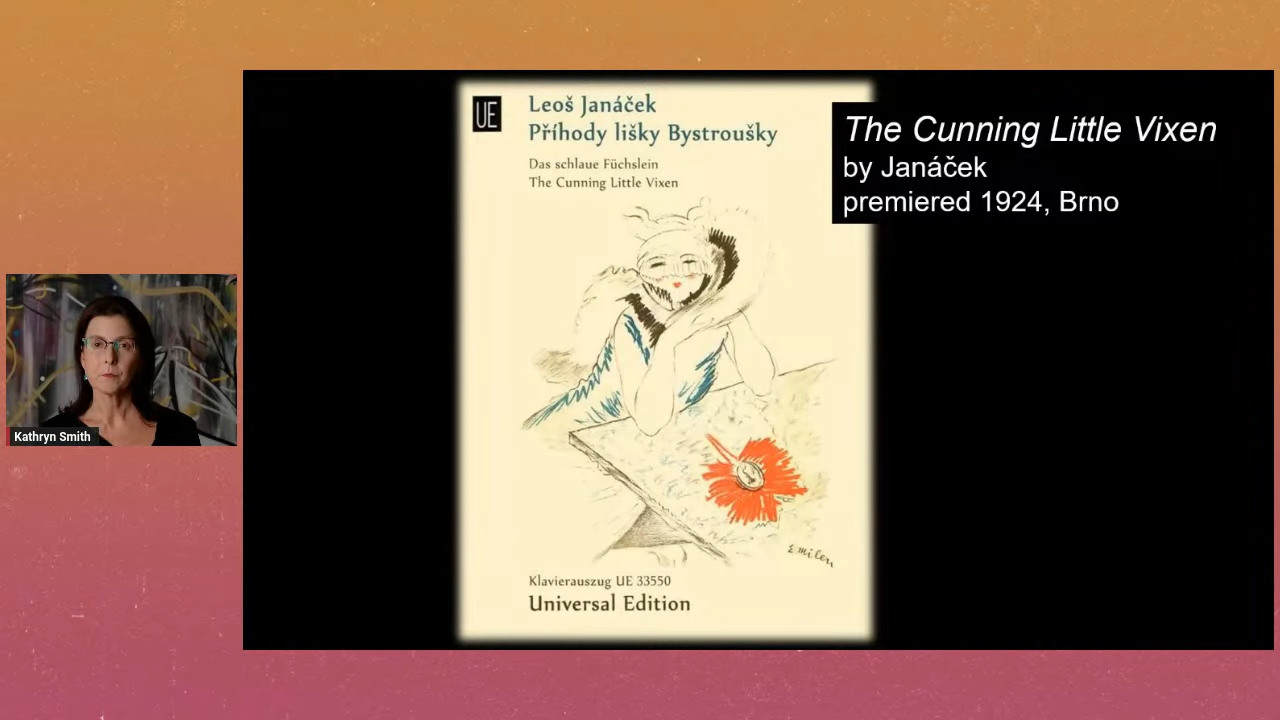 UE
Leoš Janáček
Příhody lišky Bystroušky
Das schlaue Füchslein
The Cunning Little Vixen
E Milen
Klavierauszug UE 33550
Universal Edition
The Cunning Little Vixen
by Janáček
premiered 1924, Brno
Kathryn Smith